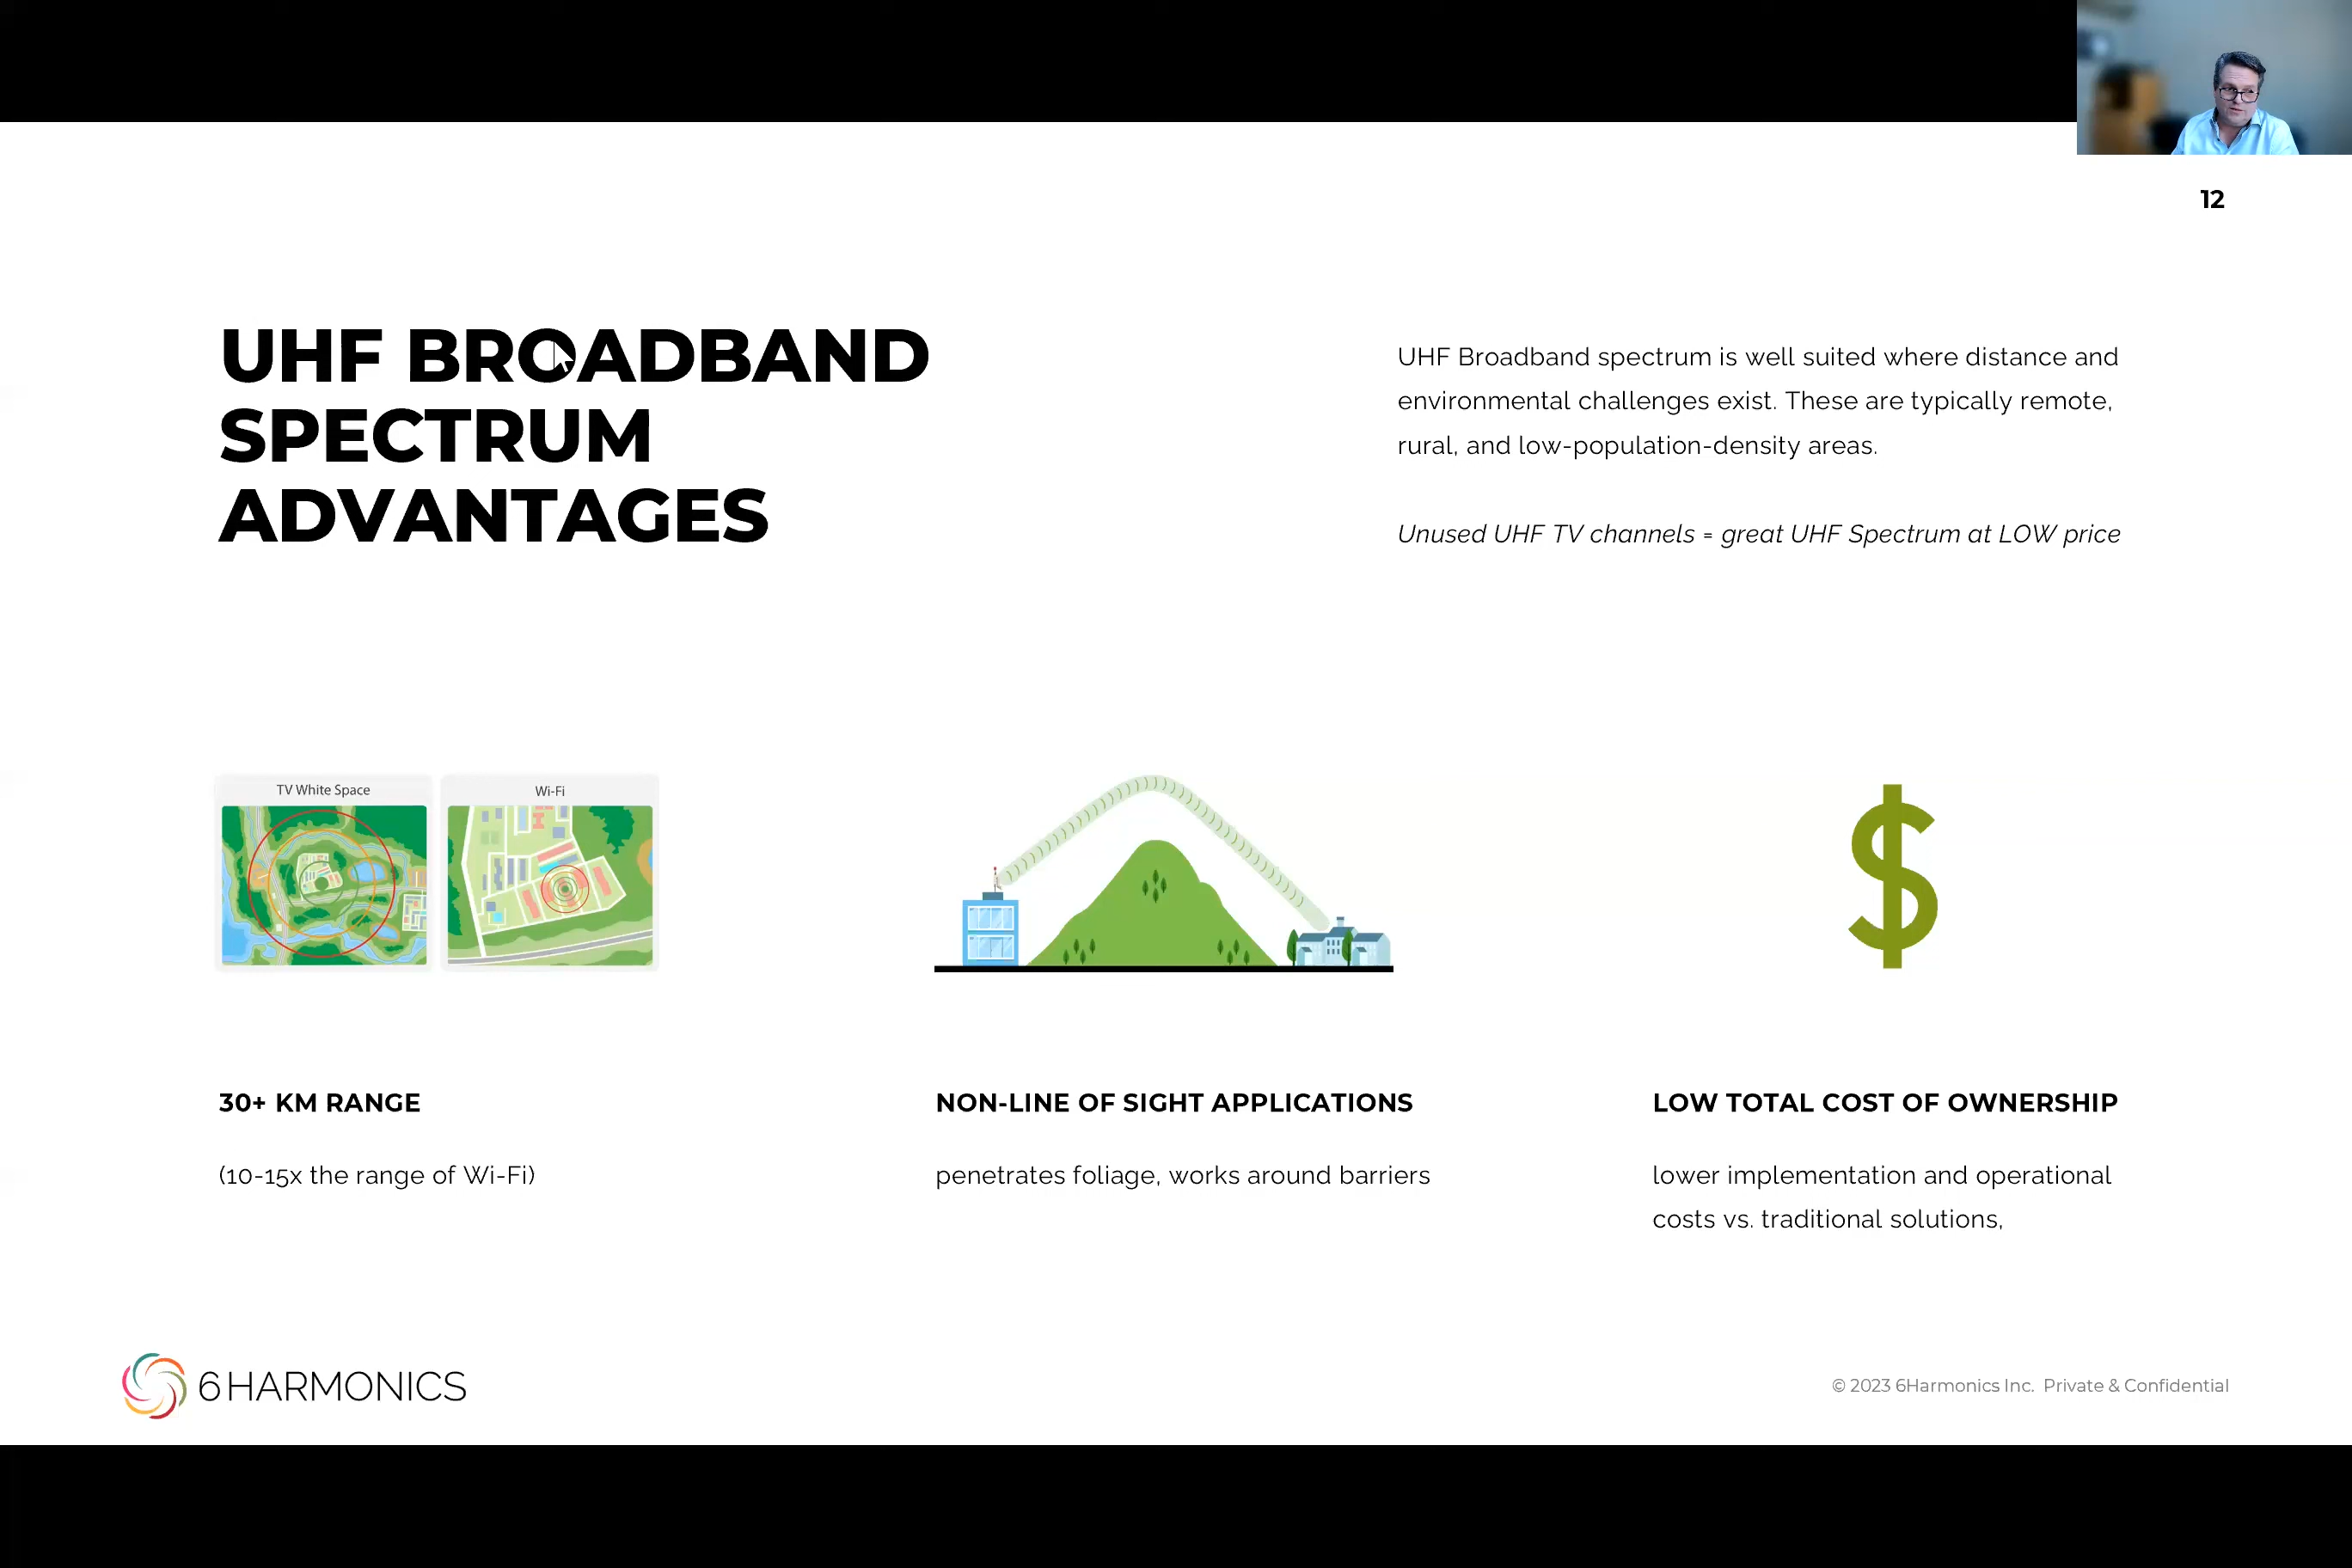 12
UHF BROADBAND
SPECTRUM
ADVANTAGES
UHF Broadband spectrum is well suited where distance and
environmental challenges exist. These are typically remote,
rural, and low-population-density areas.
Unused UHF TV channels = great UHF Spectrum at LOW price
TV White Space
Wi-Fi
$
30+ KM RANGE
(10-15x the range of Wi-Fi)
NON-LINE OF SIGHT APPLICATIONS
penetrates foliage, works around barriers
LOW TOTAL COST OF OWNERSHIP
lower implementation and operational
costs vs. traditional solutions,
6HARMONICS
© 2023 6Harmonics Inc. Private & Confidential